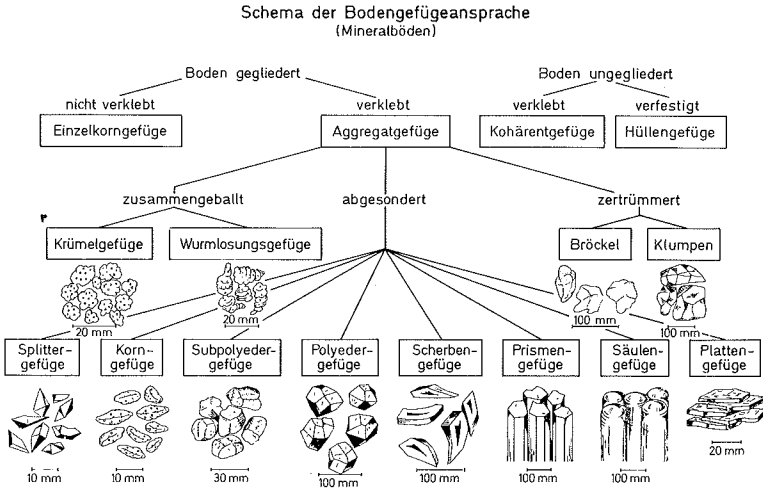 Schema der Bodengefügeansprache
(Mineralböden)
Boden gegliedert
Boden ungegliedert
nicht verklebt
verklebt
verklebt
verfestigt
Einzelkorngefüge
Aggregatgefüge
Kohärentgefüge
Hüllengefüge
zusammengeballt
abgesondert
zertrümmert
Krümelgefüge
Wurmlosungsgefüge
Bröckel
Klumpen
20 mm
20 mm
100 mm
100 mm
Splitter-
gefüge
Korn-
gefüge
Subpolyeder-
gefüge
Polyeder-
gefüge
Scherben-
gefüge
Prismen-
gefüge
Säulen-
gefüge
Platten-
gefüge
10 mm
10 mm
30 mm
100 mm
100 mm
100 mm
100 mm
20 mm